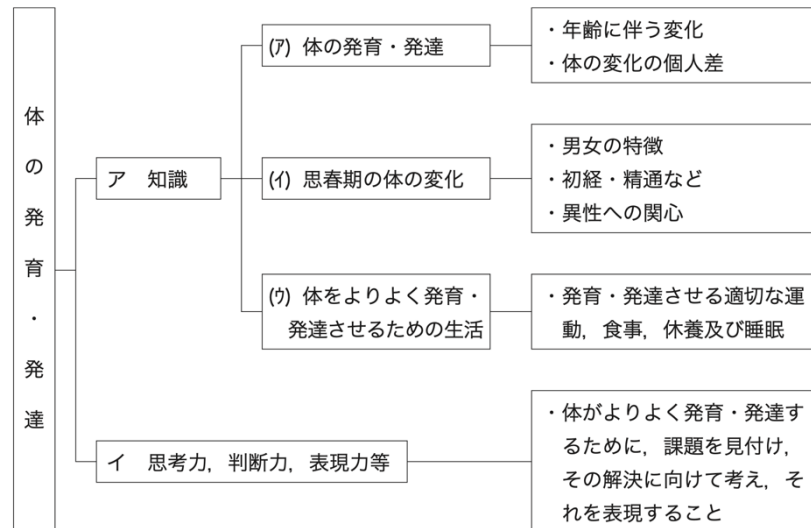 体の発育・発達
ア 知識
(ア) 体の発育・発達
・年齢に伴う変化
・体の変化の個人差
(イ) 思春期の体の変化
・男女の特徴
・初経・精通など
・異性への関心
(ウ) 体をよりよく発育・
発達させるための生活
・発育・発達させる適切な運
動，食事，休養及び睡眠
イ 思考力，判断力，表現力等
・体がよりよく発育・発達す
るために，課題を見付け，
その解決に向けて考え，そ
れを表現すること